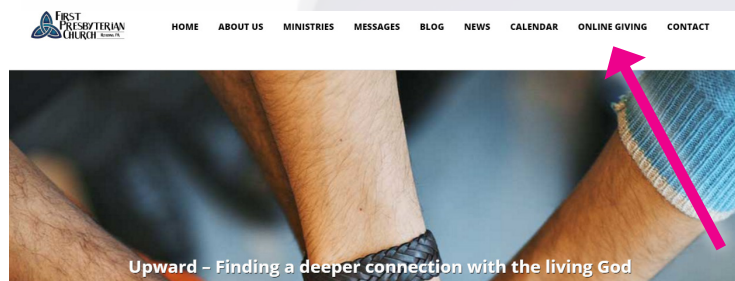 FIRST
PRESBYTERIAN
CHURCH
HOME ABOUT US MINISTRIES MESSAGES BLOG NEWS CALENDAR ONLINE GIVING CONTACT
Upward – Finding a deeper connection with the living God